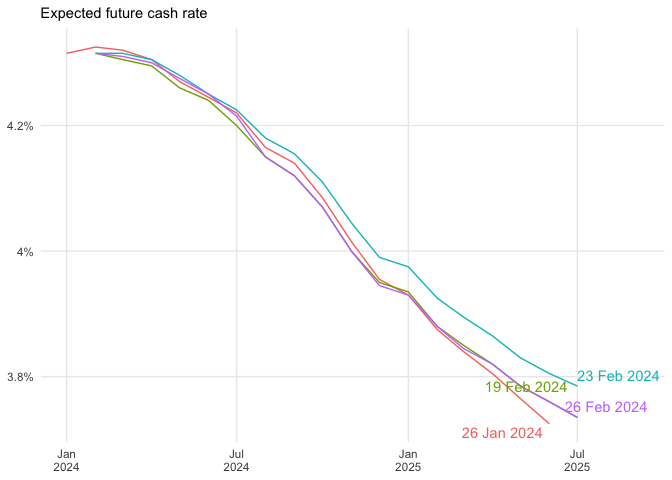 Expected future cash rate
4.2%
4%
3.8%
23 Feb 2024
19 Feb 2024
26 Feb 2024
26 Jan 2024
Jan
2024
Jul
2024
Jan
2025
Jul
2025